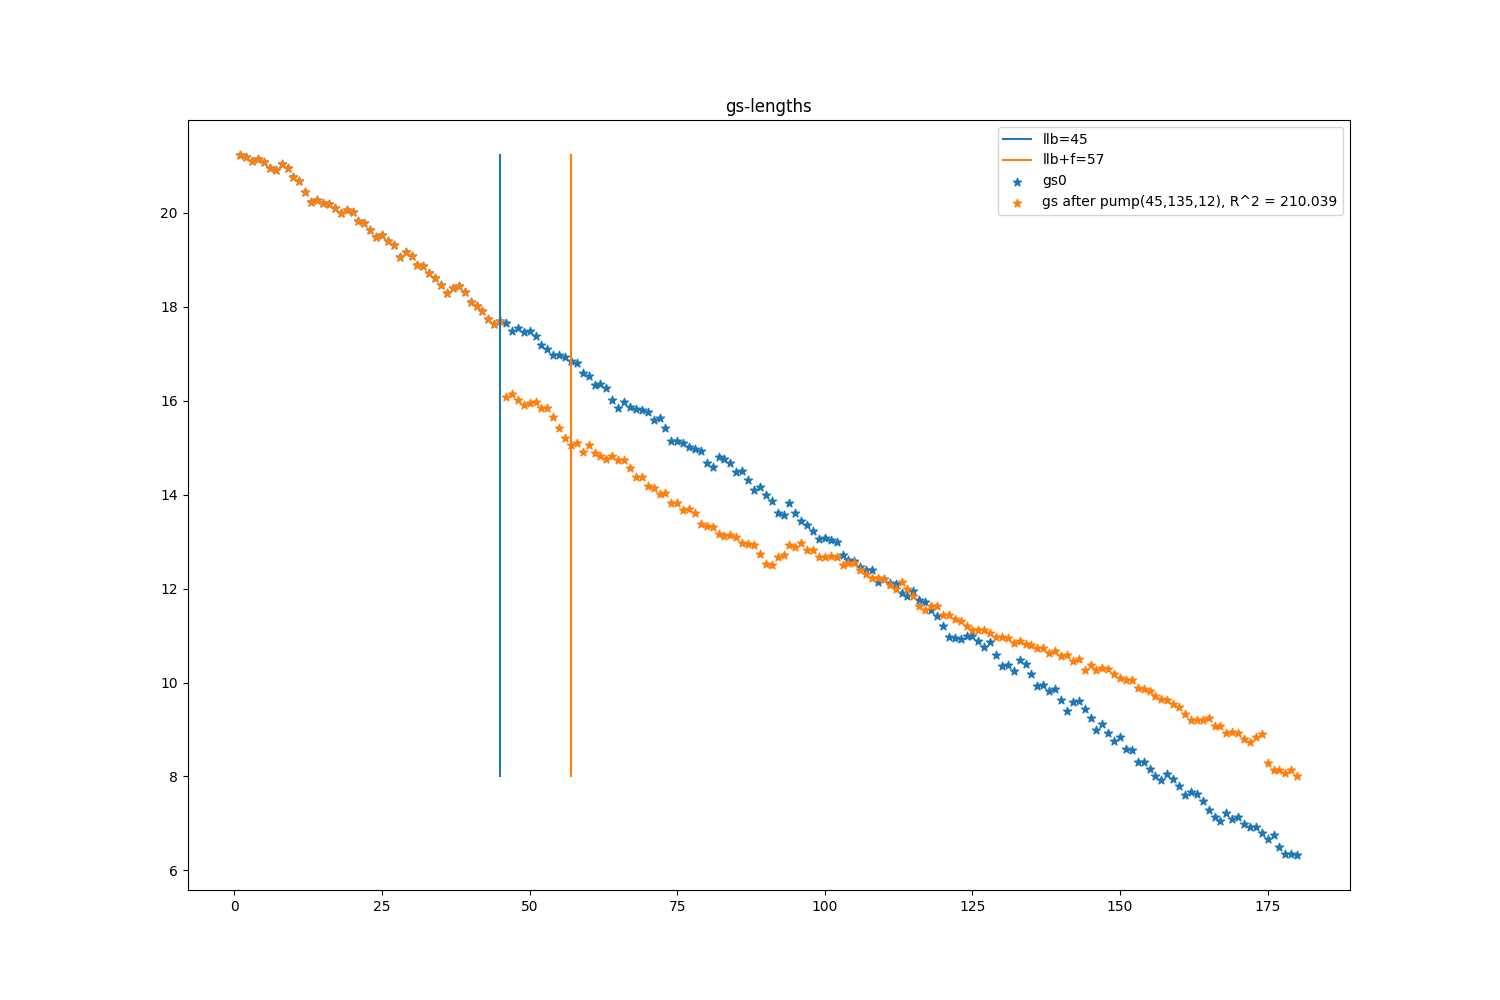 gs-lengths
llb=45
llb+f=57
gs0
gs after pump(45,135,12), R^2 = 210.039
20
18
16
14
12
10
8
6
0 25 50 75 100 125 150 175